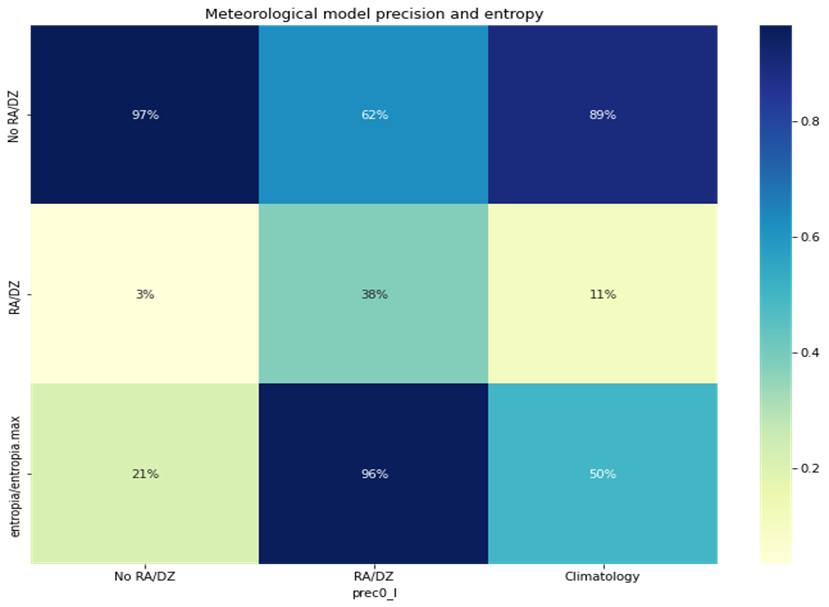 Meteorological model precision and entropy
No RA/DZ
97%
62%
89%
0.8
0.6
RA/DZ
3%
38%
11%
0.4
entropia/entropia.max
21%
96%
50%
0.2
No RA/DZ
RA/DZ
Climatology
prec0_l